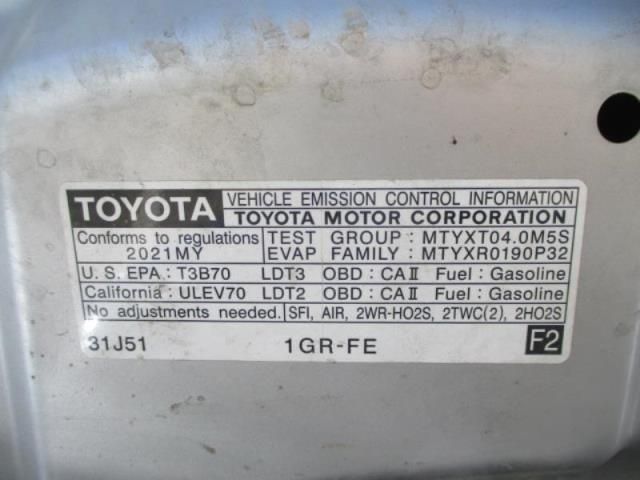 TOYOTA VEHICLE EMISSION CONTROL INFORMATION
TOYOTA MOTOR CORPORATION
Conforms to regulations TEST GROUP : MTYXT04.0M5S
2021MY EVAP FAMILY : MTYXR0190P32
U.S. EPA : T3B70 LDT3 OBD : CAⅡ Fuel : Gasoline
California : ULEV70 LDT2 OBD : CAⅡ Fuel : Gasoline
No adjustments needed. SFI, AIR, 2WR-HO2S, 2TWC(2), 2HO2S
31J51 1GR-FE F2